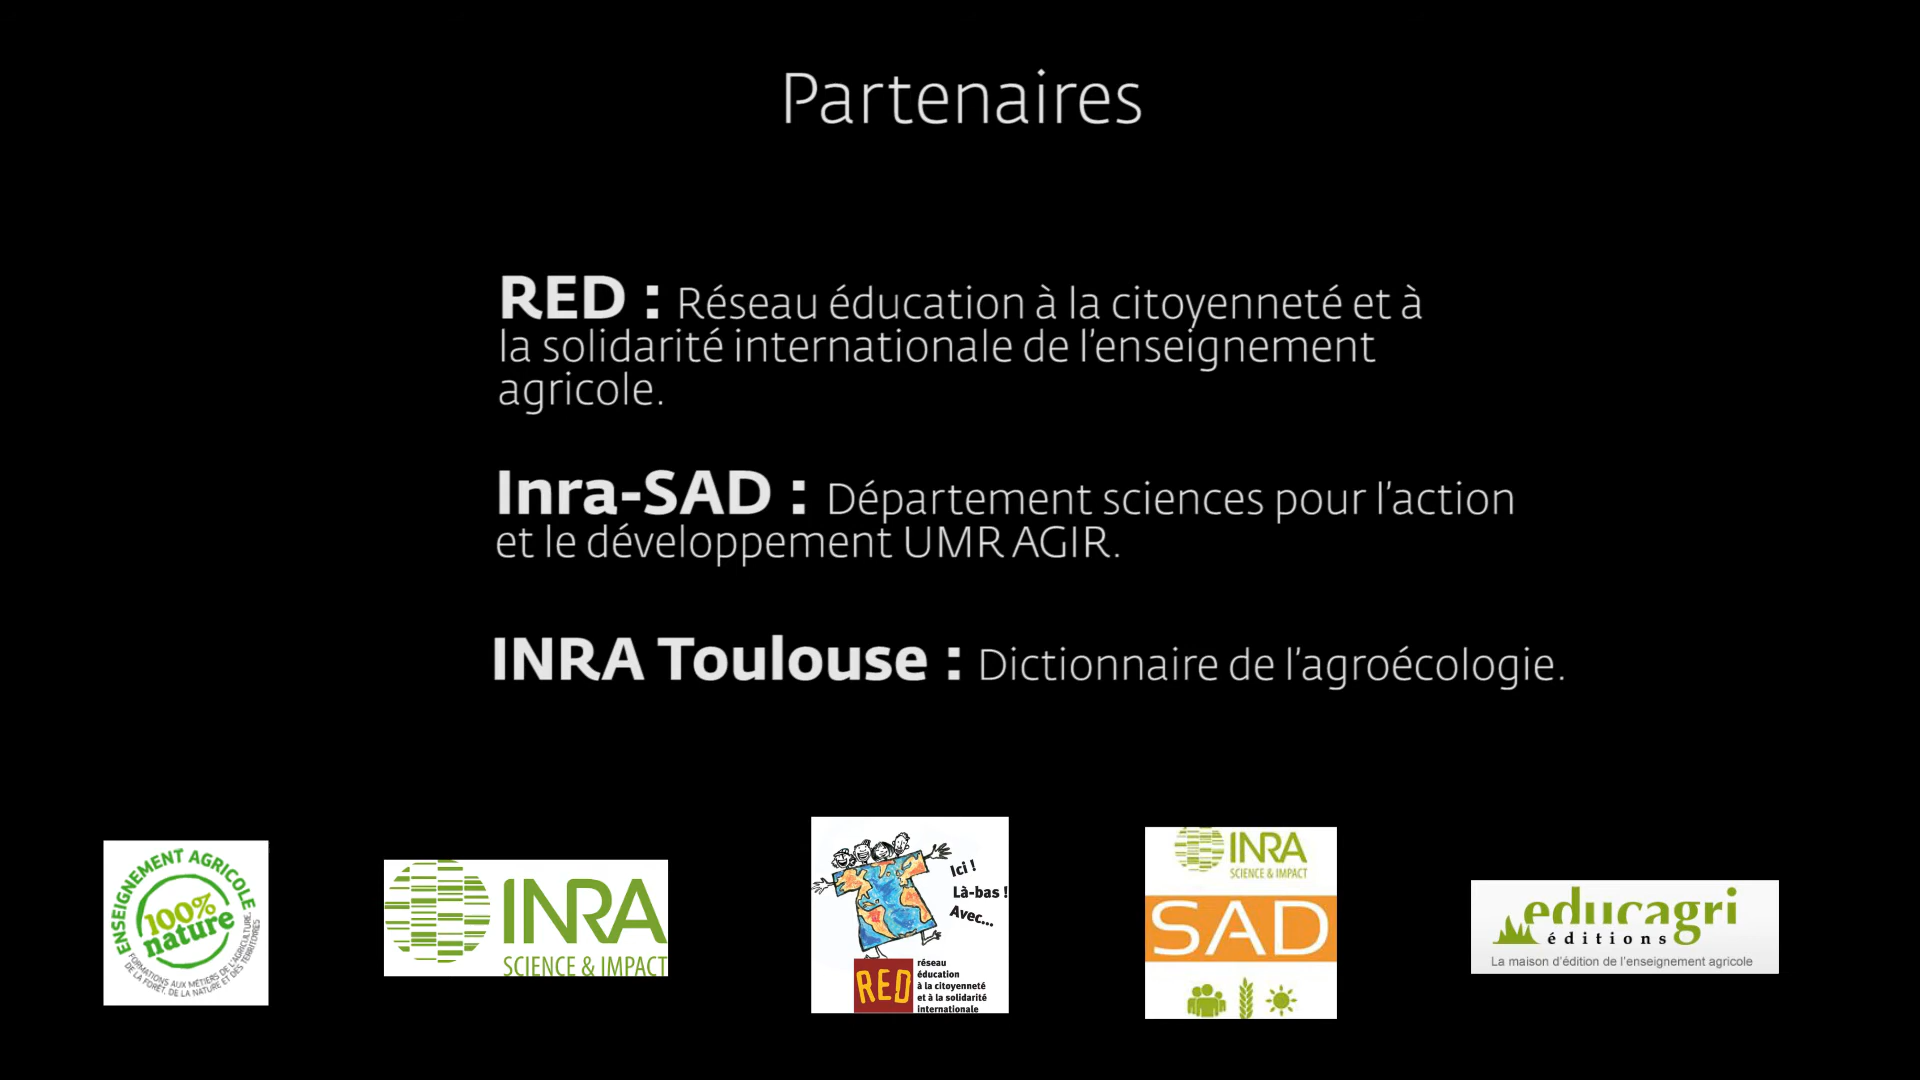 Partenaires
RED : Réseau éducation à la citoyenneté et à
la solidarité internationale de l'enseignement
agricole.
Inra-SAD : Département sciences pour l'action
et le développement UMR AGIR.
INRA Toulouse : Dictionnaire de l'agroécologie.
ENSEIGNEMENT AGRICOLE
100%
nature
FORMATIONS AUX MÉTIERS DE L'AGRICULTURE,
DE LA FORÊT, DE LA NATURE ET DES TERRITOIRES
INRA
SCIENCE & IMPACT
Ici !
Là-bas !
Avec...
RED
réseau
éducation
à la citoyenneté
et à la solidarité
internationale
INRA
SCIENCE & IMPACT
SAD
educagri
éditions
La maison d'édition de l'enseignement agricole